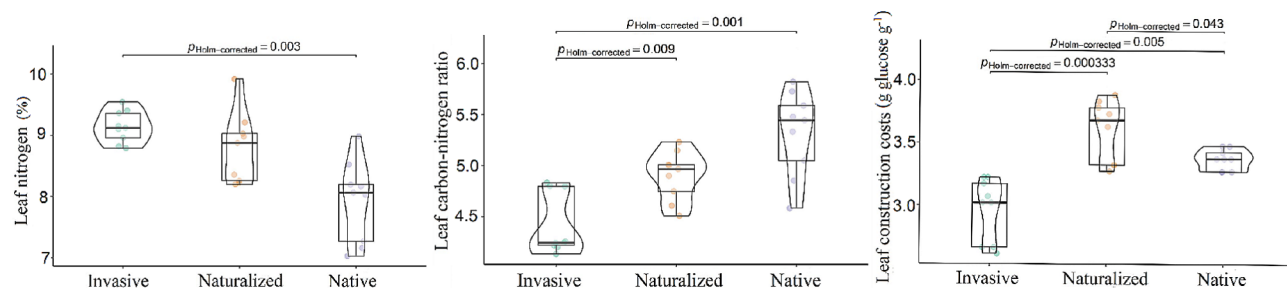 pHolm-corrected = 0.003
Leaf nitrogen (%)
10
9
8
7
Invasive Naturalized Native
pHolm-corrected = 0.001
pHolm-corrected = 0.009
Leaf carbon-nitrogen ratio
6.0
5.5
5.0
4.5
Invasive Naturalized Native
pHolm-corrected = 0.043
pHolm-corrected = 0.005
pHolm-corrected = 0.000333
Leaf construction costs (g glucose g⁻¹)
4.0
3.5
3.0
Invasive Naturalized Native